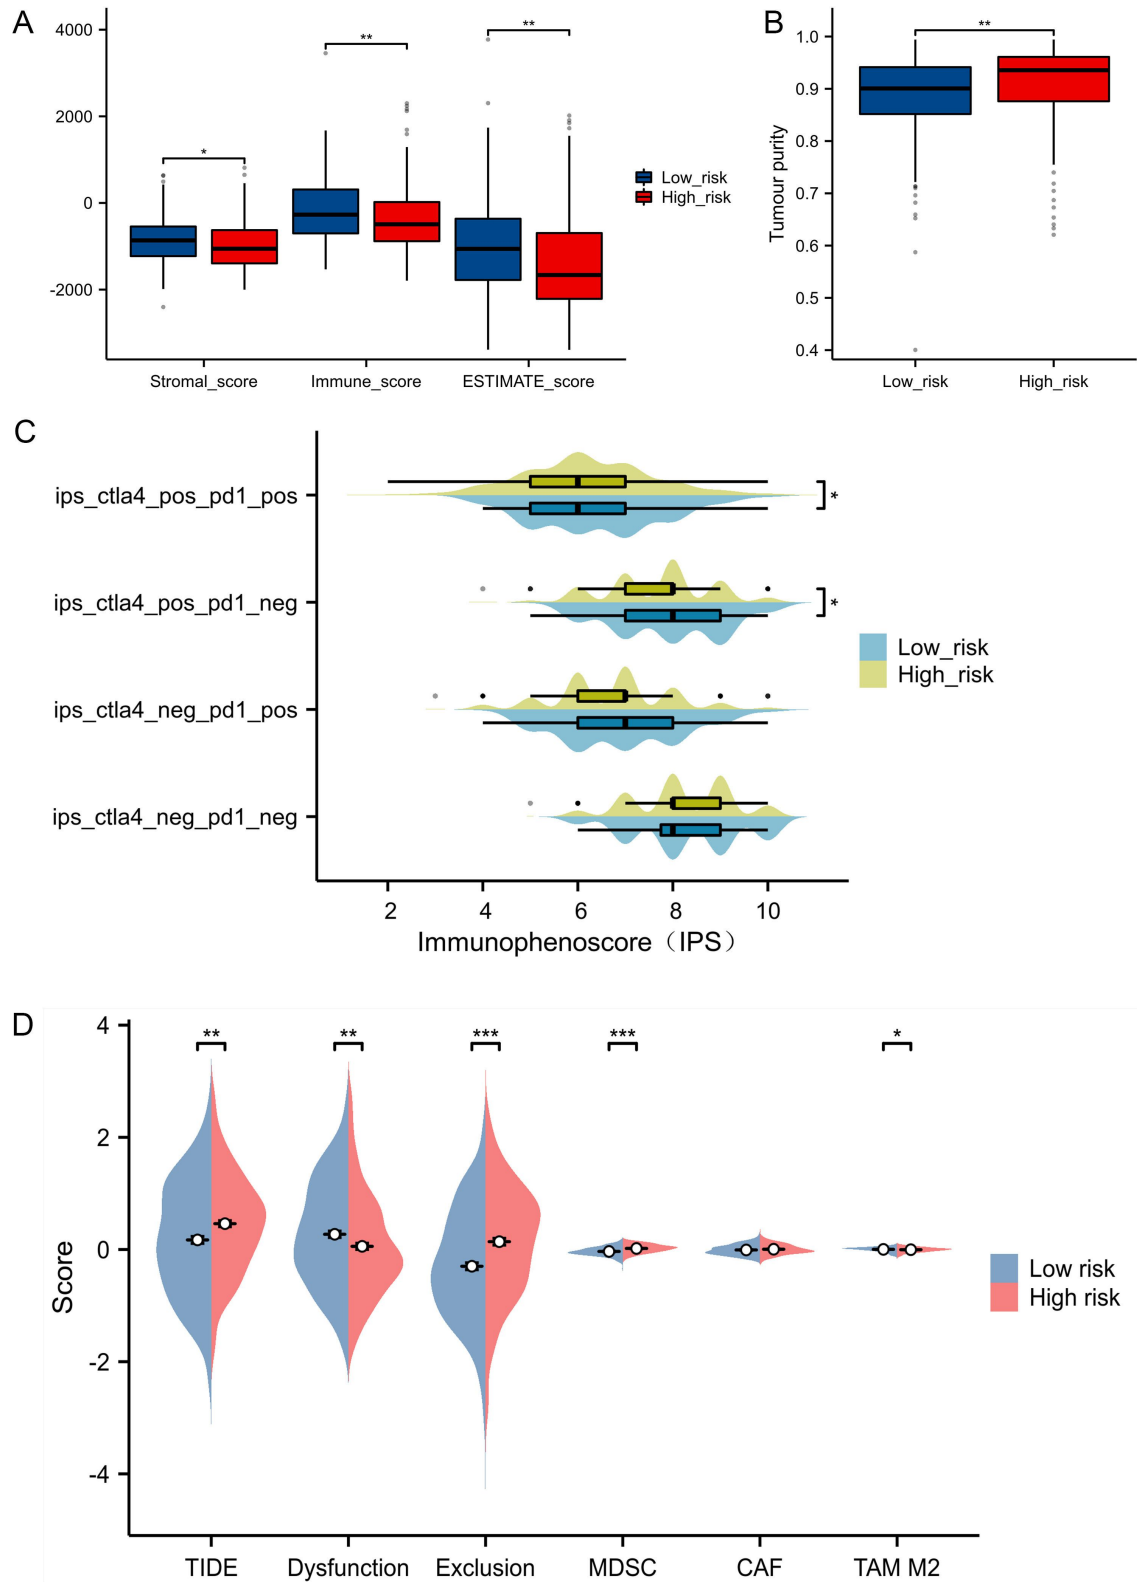 A
4000
2000
0
-2000
*
**
**
Stromal_score
Immune_score
ESTIMATE_score
Low_risk
High_risk
B
Tumour purity
1.0
0.9
0.8
0.7
0.6
0.5
0.4
**
Low_risk
High_risk
C
ips_ctla4_pos_pd1_pos
ips_ctla4_pos_pd1_neg
ips_ctla4_neg_pd1_pos
ips_ctla4_neg_pd1_neg
*
*
2 4 6 8 10
Immunophenoscore（IPS）
Low_risk
High_risk
D
Score
4
2
0
-2
-4
** ** *** *** *
TIDE Dysfunction Exclusion MDSC CAF TAM M2
Low risk
High risk